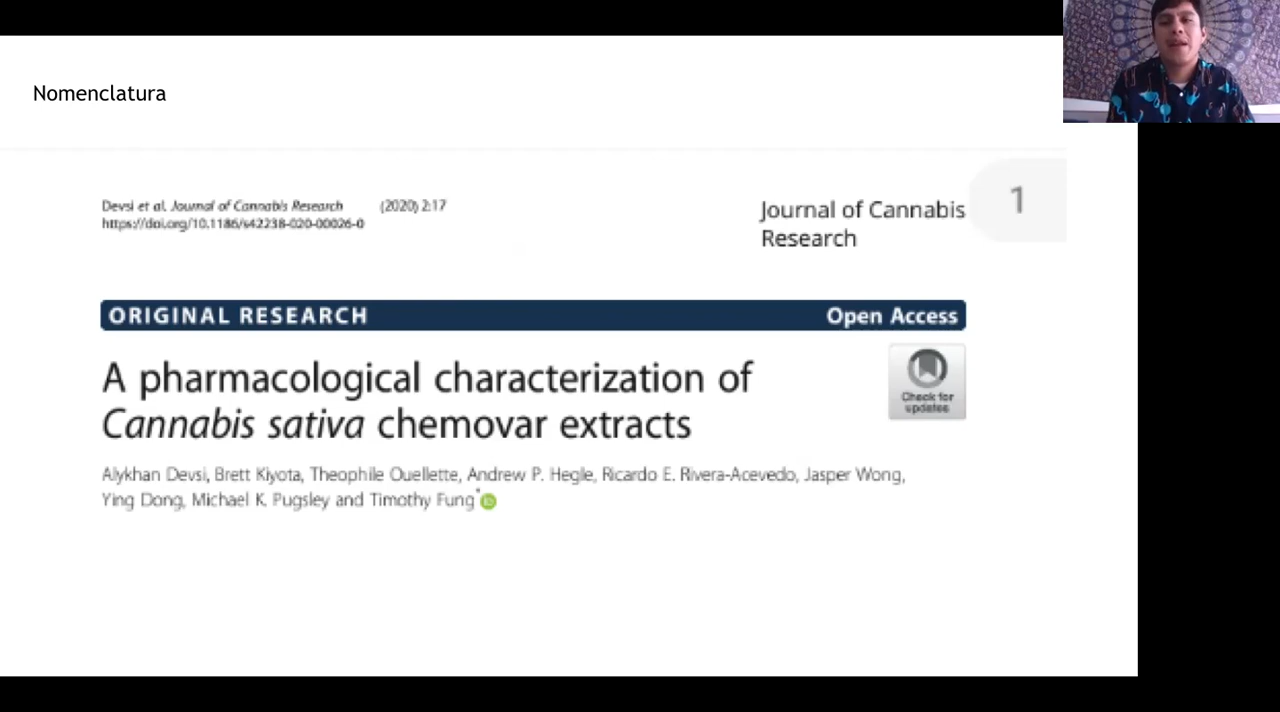 Nomenclatura
Devsi et al. Journal of Cannabis Research (2020) 2:17
https://doi.org/10.1186/s42238-020-00026-0
Journal of Cannabis
Research
1
ORIGINAL RESEARCH Open Access
A pharmacological characterization of
Cannabis sativa chemovar extracts
Check for
updates
Alykhan Devsi, Brett Kiyota, Theophile Ouellette, Andrew P. Hegle, Ricardo E. Rivera-Acevedo, Jasper Wong,
Ying Dong, Michael K. Pugsley and Timothy Fung*
iD